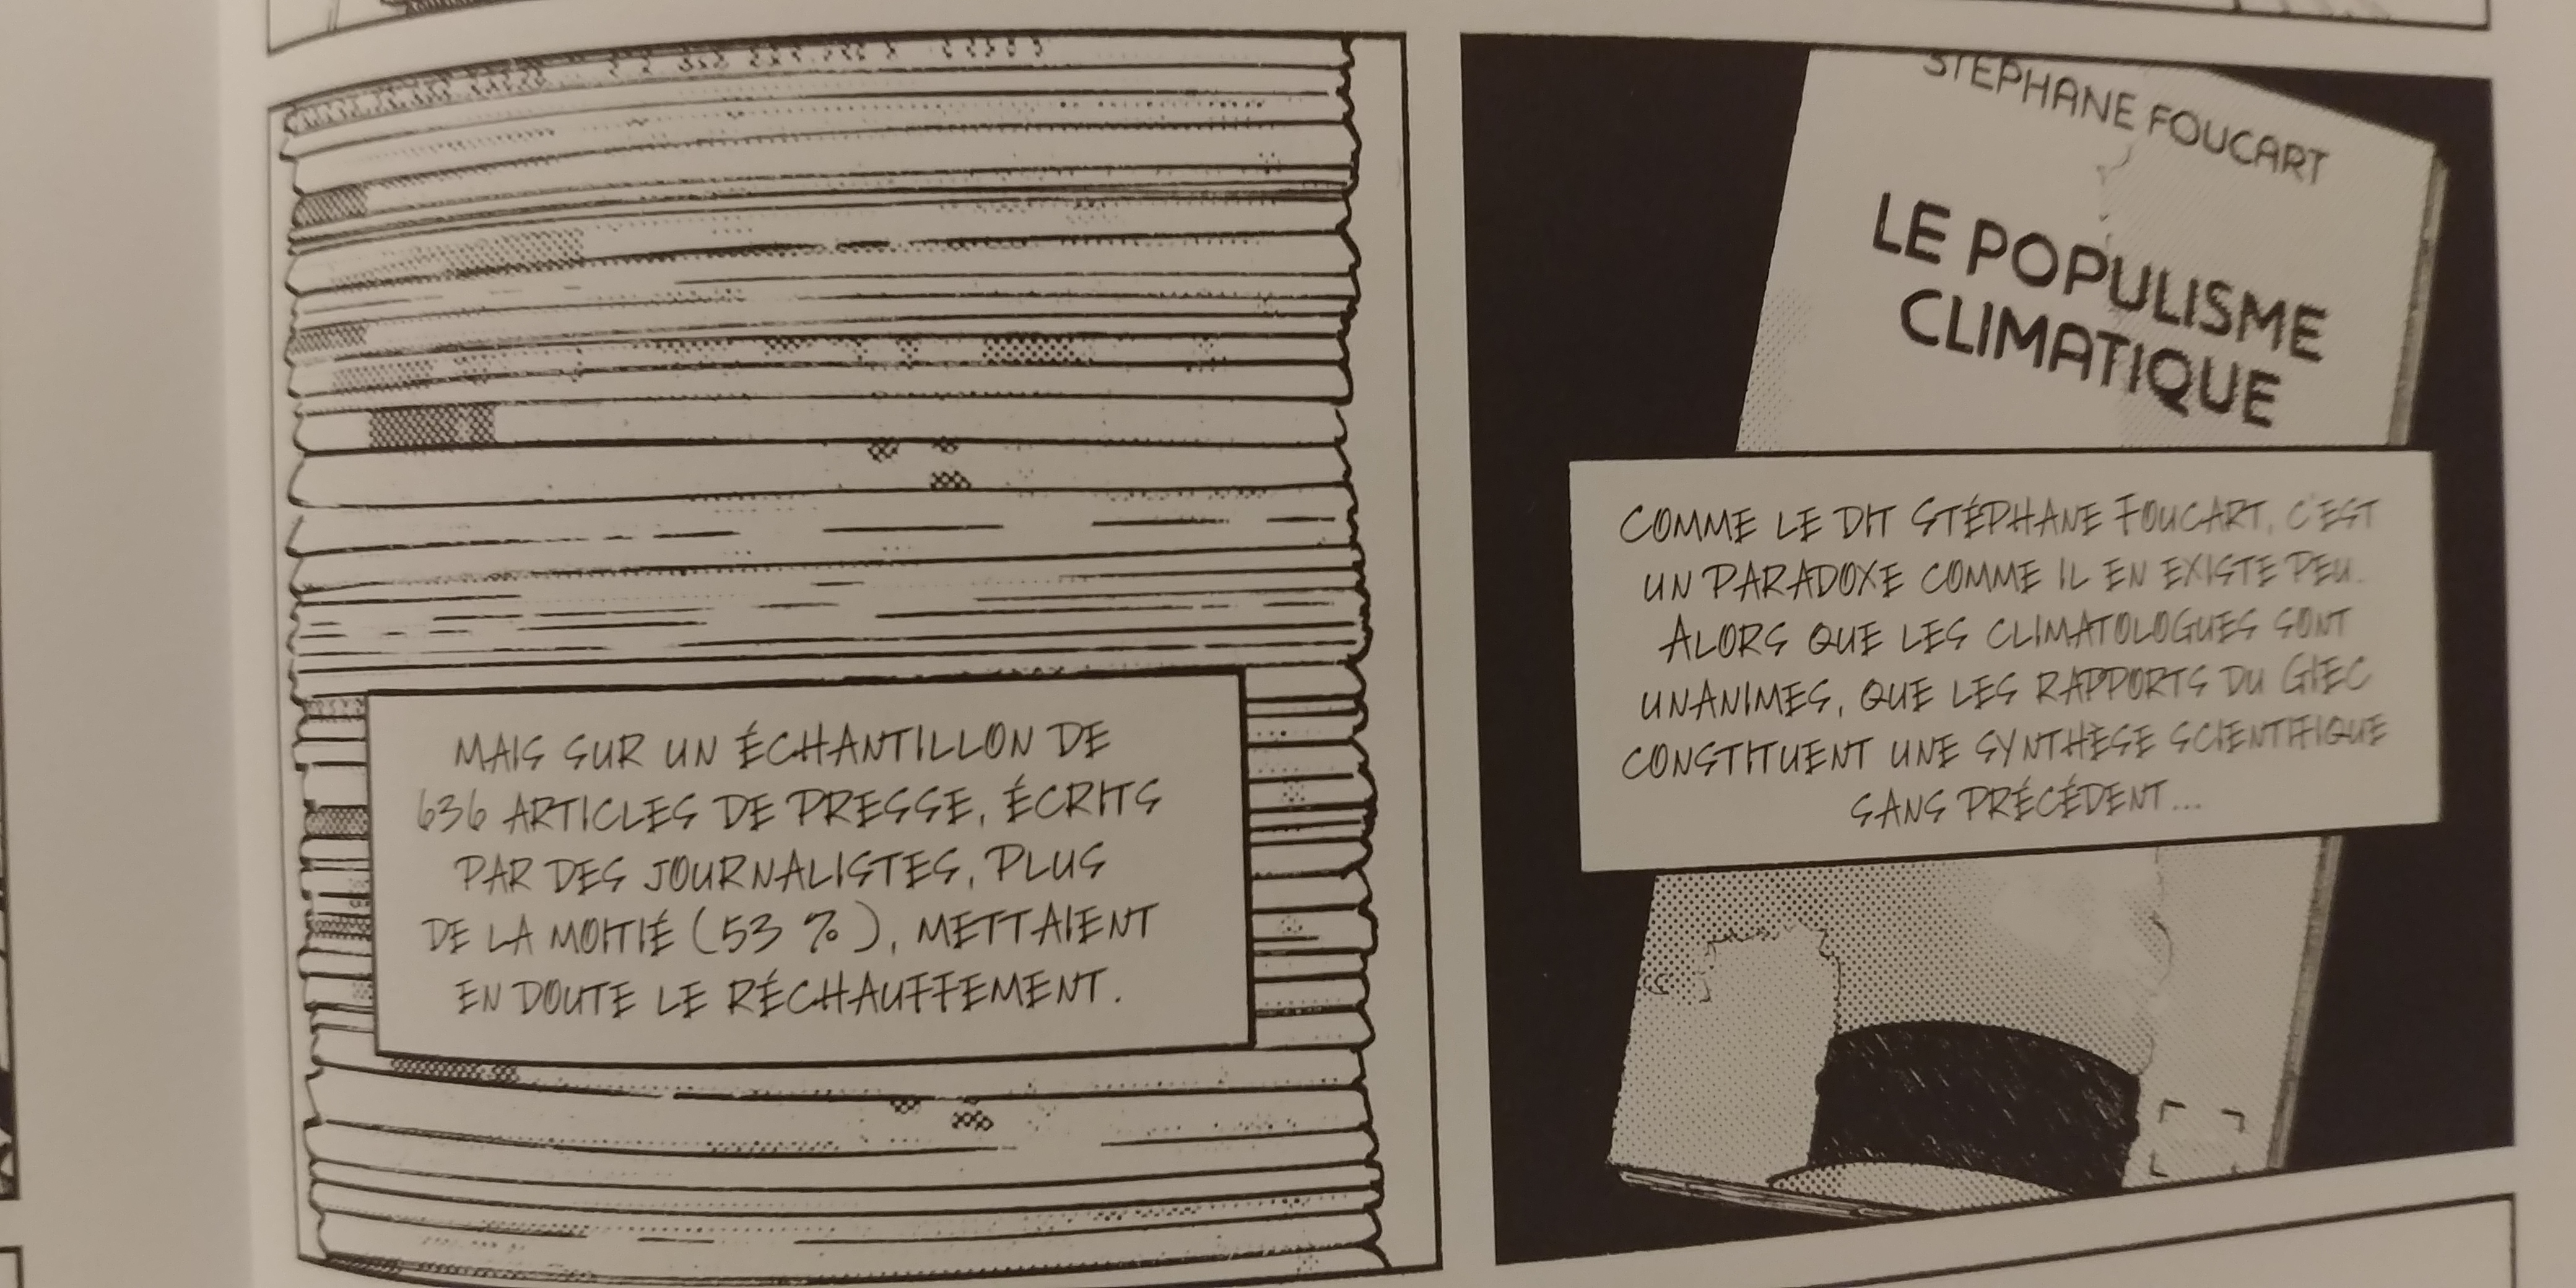 MAIS SUR UN ÉCHANTILLON DE
636 ARTICLES DE PRESSE, ÉCRITS
PAR DES JOURNALISTES, PLUS
DE LA MOITIÉ (53 %), METTAIENT
EN DOUTE LE RÉCHAUFFEMENT.
STÉPHANE FOUCART
LE POPULISME
CLIMATIQUE
COMME LE DIT STÉPHANE FOUCART, C'EST
UN PARADOXE COMME IL EN EXISTE PEU.
ALORS QUE LES CLIMATOLOGUES SONT
UNANIMES, QUE LES RAPPORTS DU GIEC
CONSTITUENT UNE SYNTHÈSE SCIENTIFIQUE
SANS PRÉCÉDENT...